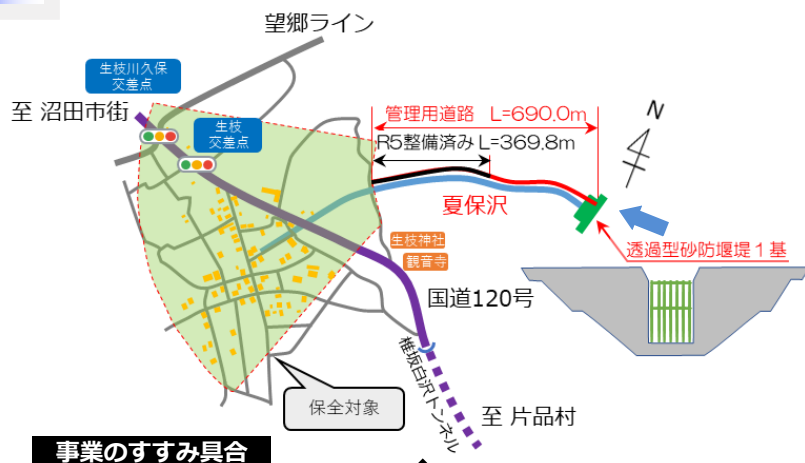 望郷ライン
生枝川久保
交差点
至 沼田市街
生枝
交差点
管理用道路 L=690.0m
R5整備済み L=369.8m
N
夏保沢
透過型砂防堰堤1基
生枝神社
観音寺
国道120号
椎坂白沢トンネル
保全対象
至 片品村
事業のすすみ具合